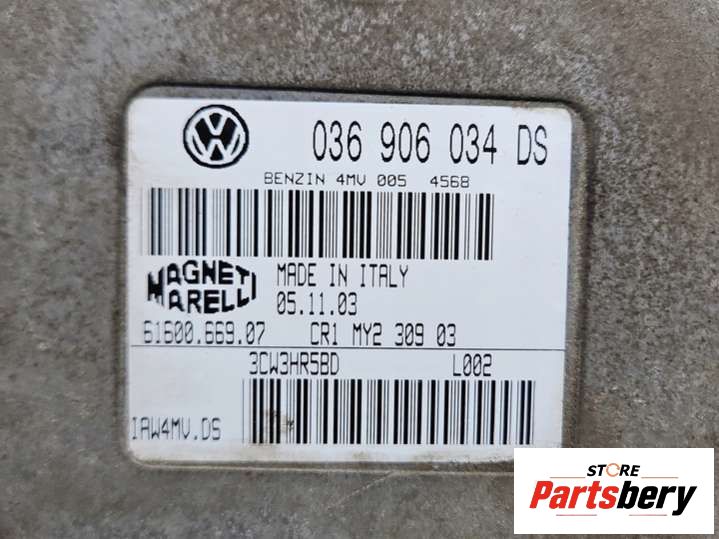 036 906 034 DS
BENZIN 4MV 005 4568
MAGNETI MARELLI
MADE IN ITALY
05.11.03
61600.669.07 CR1 MY2 309 03
3CW3HR5BD L002
IAW4MV.DS
STORE
Partsbery